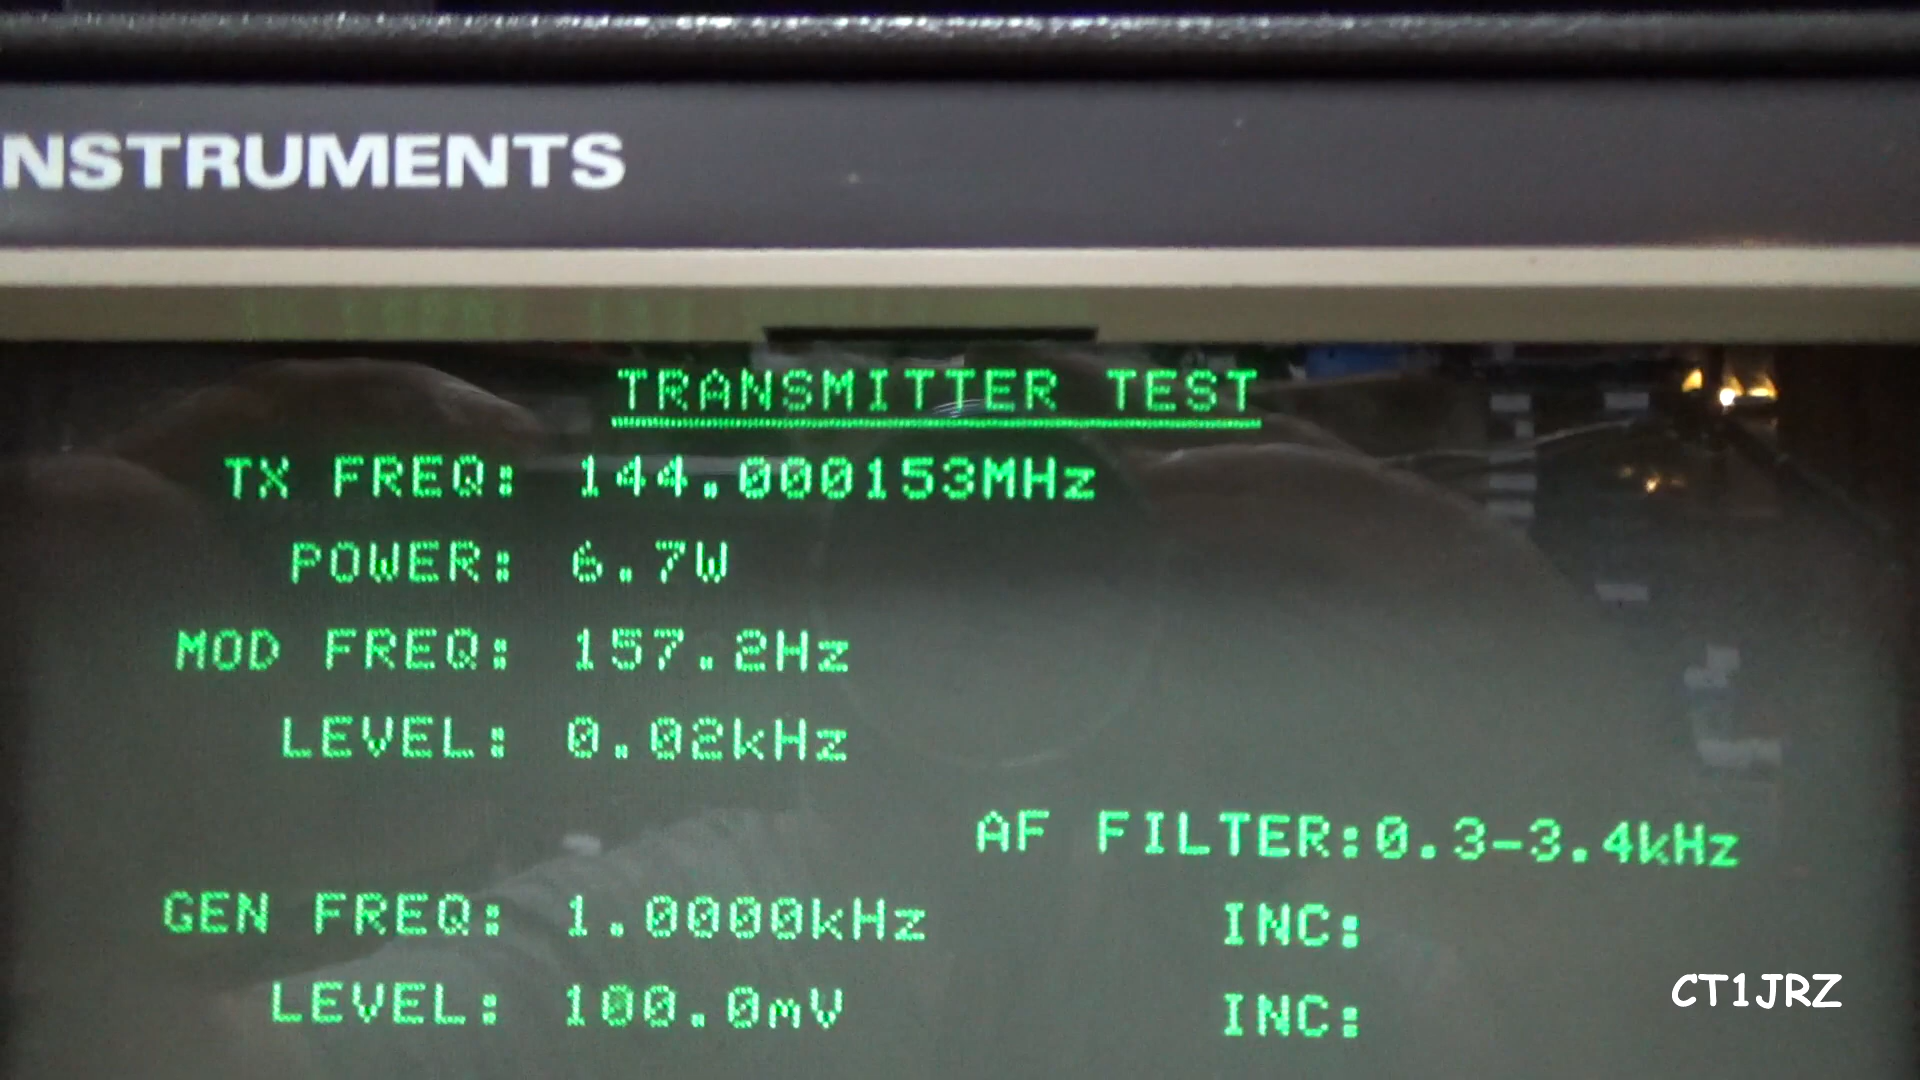 NSTRUMENTS
TRANSMITTER TEST
TX FREQ: 144.000153MHz
POWER: 6.7W
MOD FREQ: 157.2Hz
LEVEL: 0.02kHz
AF FILTER:0.3-3.4kHz
GEN FREQ: 1.0000kHz INC:
LEVEL: 100.0mV INC:
CT1JRZ